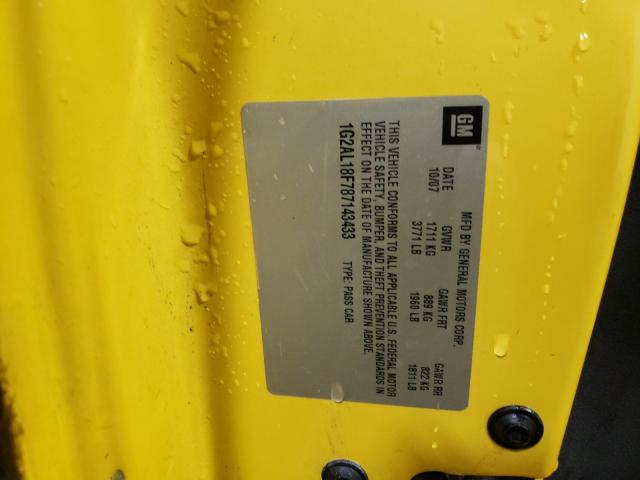 GM
MFD BY GENERAL MOTORS CORP.
DATE GVWR GAWR FRT GAWR RR
10/07 1711 KG 889 KG 822 KG
3771 LB 1960 LB 1811 LB
THIS VEHICLE CONFORMS TO ALL APPLICABLE U.S. FEDERAL MOTOR
VEHICLE SAFETY, BUMPER, AND THEFT PREVENTION STANDARDS IN
EFFECT ON THE DATE OF MANUFACTURE SHOWN ABOVE.
1G2AL18F787143433 TYPE: PASS CAR